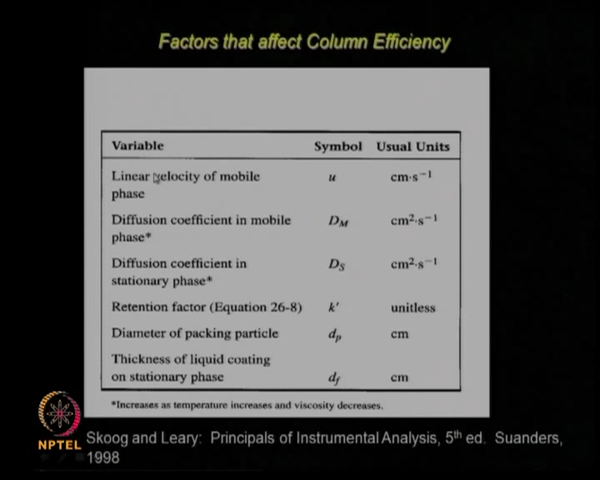 Factors that affect Column Efficiency
Variable Symbol Usual Units
Linear velocity of mobile
phase u cm·s⁻¹
Diffusion coefficient in mobile
phase* D_M cm²·s⁻¹
Diffusion coefficient in
stationary phase* D_S cm²·s⁻¹
Retention factor (Equation 26-8) k' unitless
Diameter of packing particle d_p cm
Thickness of liquid coating
on stationary phase d_f cm
*Increases as temperature increases and viscosity decreases.
NPTEL
Skoog and Leary: Principals of Instrumental Analysis, 5th ed. Suanders,
1998